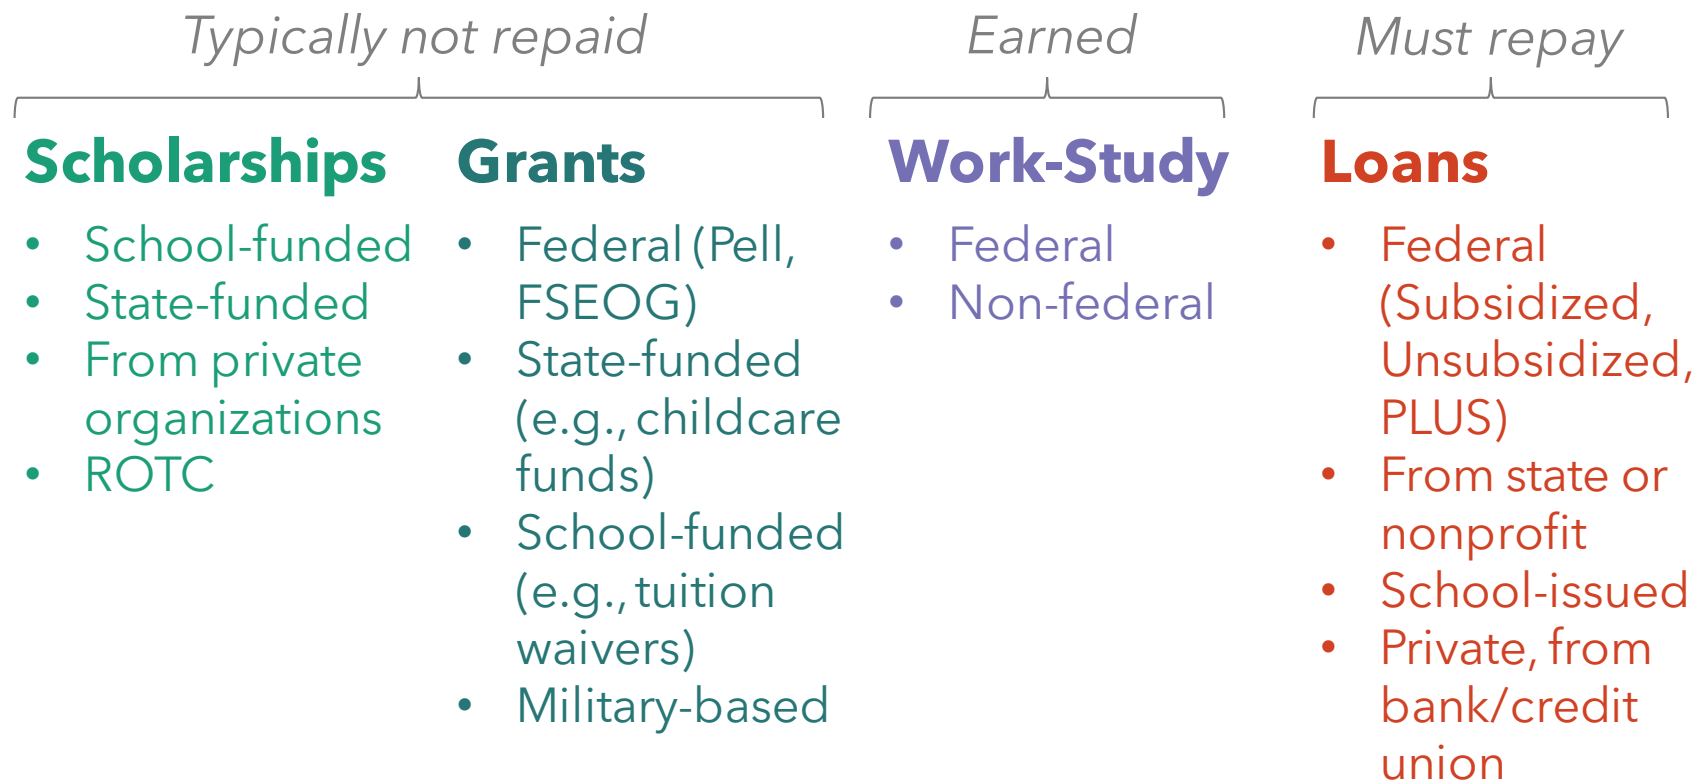 Typically not repaid
Earned
Must repay
Scholarships
• School-funded
• State-funded
• From private
organizations
• ROTC
Grants
• Federal (Pell,
FSEOG)
• State-funded
(e.g., childcare
funds)
• School-funded
(e.g., tuition
waivers)
• Military-based
Work-Study
• Federal
• Non-federal
Loans
• Federal
(Subsidized,
Unsubsidized,
PLUS)
• From state or
nonprofit
• School-issued
• Private, from
bank/credit
union